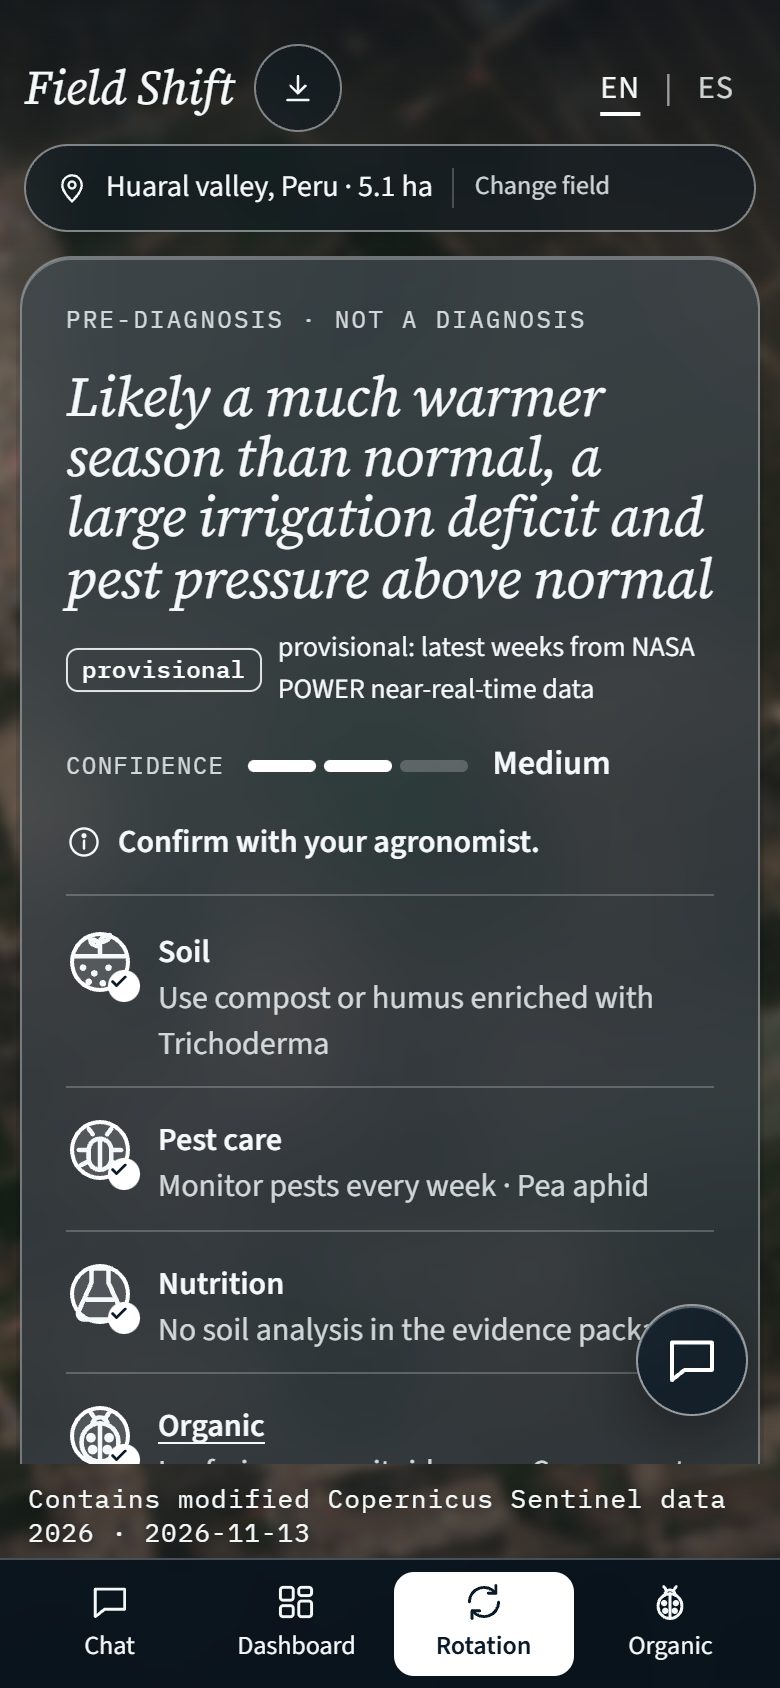 Field Shift
EN | ES
Huaral valley, Peru · 5.1 ha | Change field
PRE-DIAGNOSIS · NOT A DIAGNOSIS
Likely a much warmer
season than normal, a
large irrigation deficit and
pest pressure above normal
provisional
provisional: latest weeks from NASA
POWER near-real-time data
CONFIDENCE Medium
Confirm with your agronomist.
Soil
Use compost or humus enriched with
Trichoderma
Pest care
Monitor pests every week · Pea aphid
Nutrition
No soil analysis in the evidence
Organic
Contains modified Copernicus Sentinel data
2026 · 2026-11-13
Chat
Dashboard
Rotation
Organic